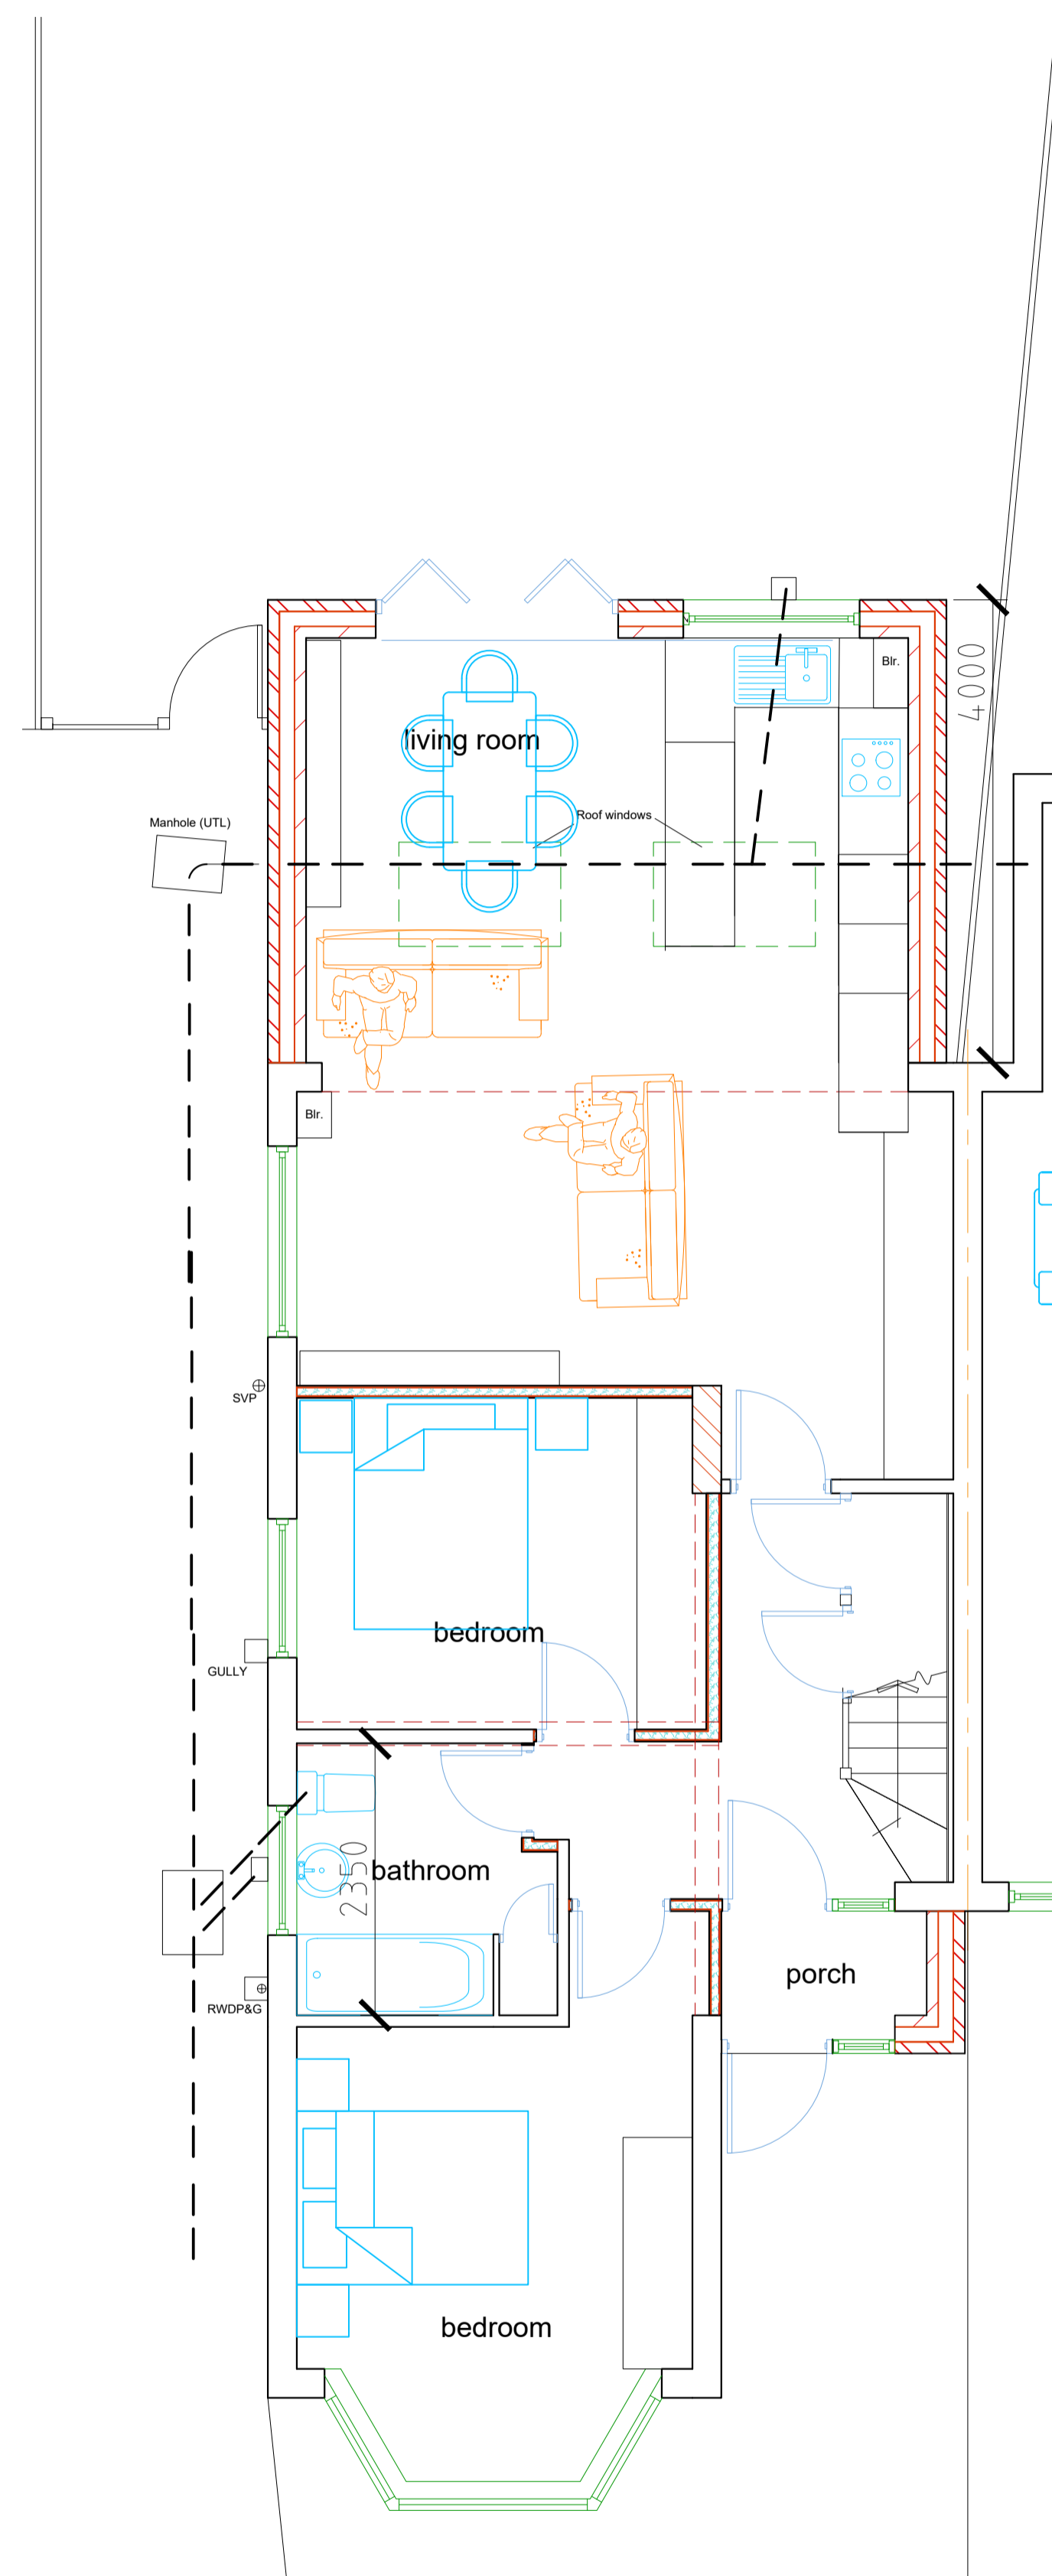 Blr.
4000
living room
Roof windows
Manhole (UTL)
Blr.
SVP
bedroom
GULLY
2350
bathroom
porch
RWDP&G
bedroom